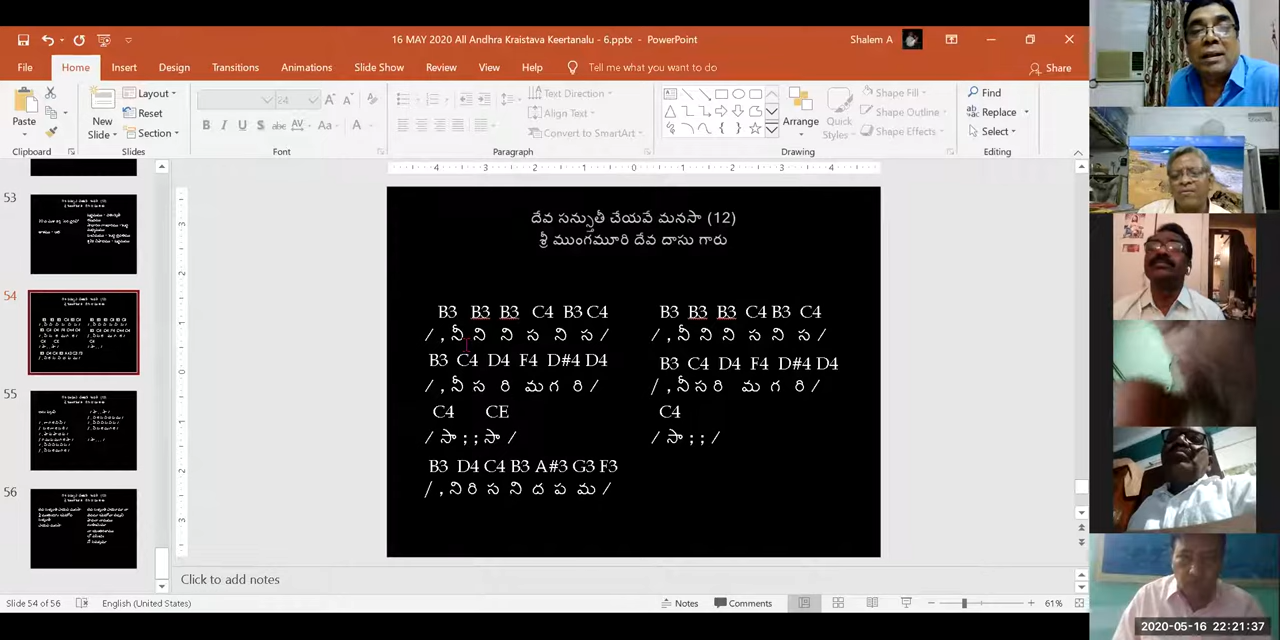 16 MAY 2020 All Andhra Kraistava Keertanalu - 6.pptx - PowerPoint
Shalem A
File Home Insert Design Transitions Animations Slide Show Review View Help Tell me what you want to do
Share
Paste
New
Slide
Layout
Reset
Section
24
B I U S abc AV Aa A
Text Direction
Align Text
Convert to SmartArt
Arrange
Quick
Styles
Shape Fill
Shape Outline
Shape Effects
Find
Replace
Select
Clipboard Slides Font Paragraph Drawing Editing
53
54
55
56
దేవ సన్నుతీ చేయవే మనసా (12)
శ్రీ ముంగమూరి దేవ దాసు గారు
B3 B3 B3 C4 B3 C4
/ ,నీ ని ని స ని స /
B3 C4 D4 F4 D#4 D4
/ ,నీ స రి మ గ రి /
C4 CE
/ సా ; ; సా /
B3 D4 C4 B3 A#3 G3 F3
/ ,ని రి స ని ద ప మ /
B3 B3 B3 C4 B3 C4
/ ,నీ ని ని స ని స /
B3 C4 D4 F4 D#4 D4
/ ,నీ స రి మ గ రి /
C4
/ సా ; ; /
Click to add notes
Slide 54 of 56 English (United States) Notes Comments 61%
2020-05-16 22:21:37